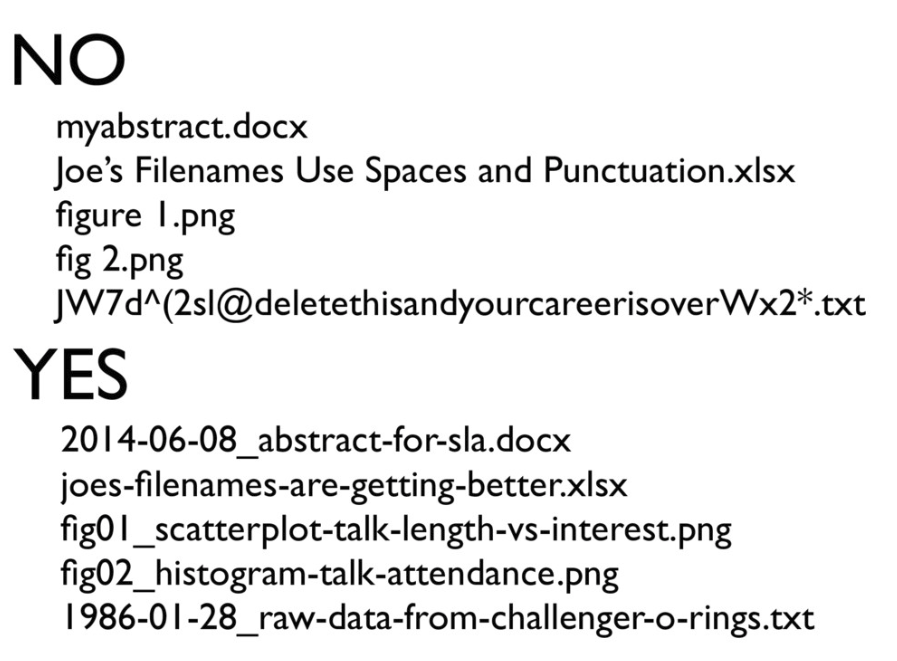 NO
myabstract.docx
Joe’s Filenames Use Spaces and Punctuation.xlsx
figure 1.png
fig 2.png
JW7d^(2sl@deletethisandyourcareerisoverWx2*.txt
YES
2014-06-08_abstract-for-sla.docx
joes-filenames-are-getting-better.xlsx
fig01_scatterplot-talk-length-vs-interest.png
fig02_histogram-talk-attendance.png
1986-01-28_raw-data-from-challenger-o-rings.txt